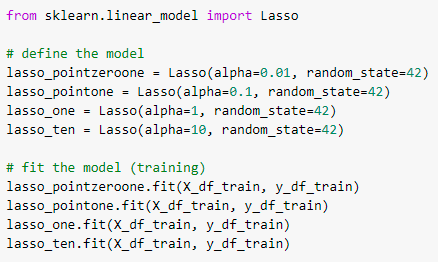 from sklearn.linear_model import Lasso
# define the model
lasso_pointzeroone = Lasso(alpha=0.01, random_state=42)
lasso_pointone = Lasso(alpha=0.1, random_state=42)
lasso_one = Lasso(alpha=1, random_state=42)
lasso_ten = Lasso(alpha=10, random_state=42)
# fit the model (training)
lasso_pointzeroone.fit(X_df_train, y_df_train)
lasso_pointone.fit(X_df_train, y_df_train)
lasso_one.fit(X_df_train, y_df_train)
lasso_ten.fit(X_df_train, y_df_train)